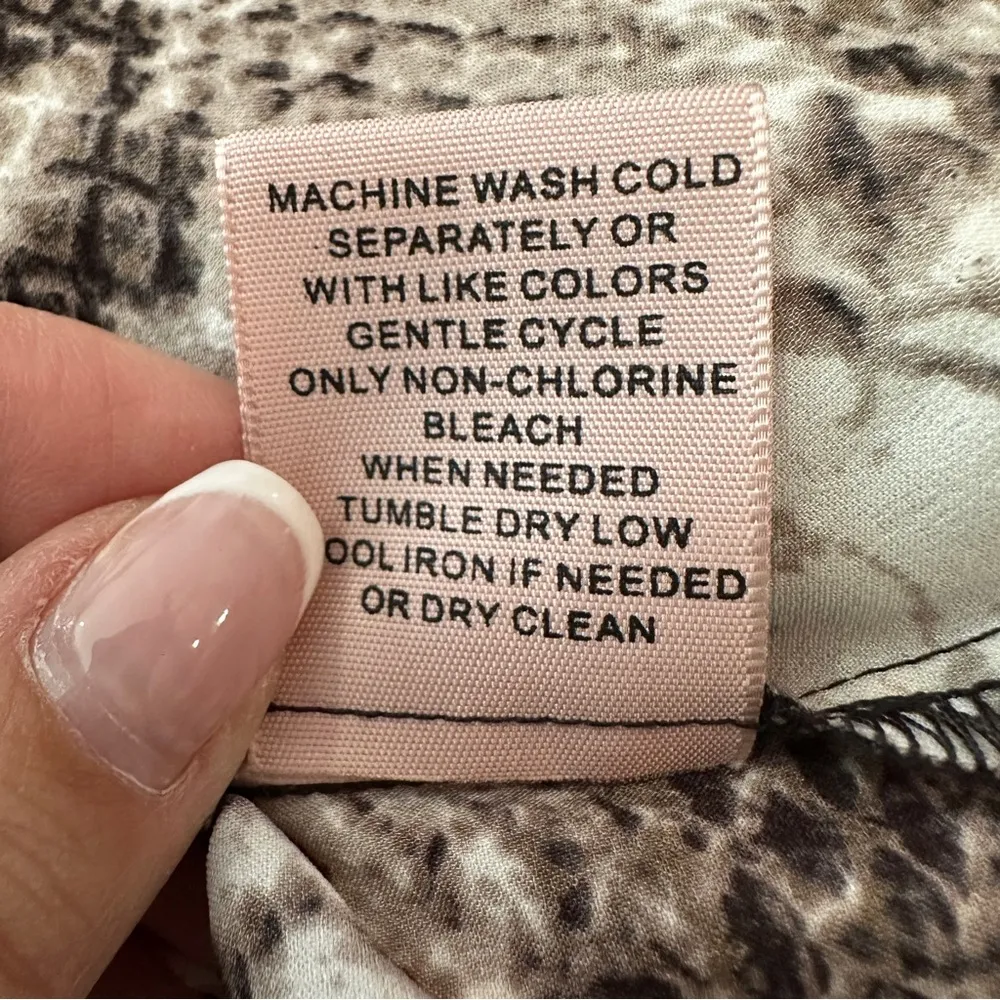 MACHINE WASH COLD
SEPARATELY OR
WITH LIKE COLORS
GENTLE CYCLE
ONLY NON-CHLORINE
BLEACH
WHEN NEEDED
TUMBLE DRY LOW
OOL IRON IF NEEDED
OR DRY CLEAN